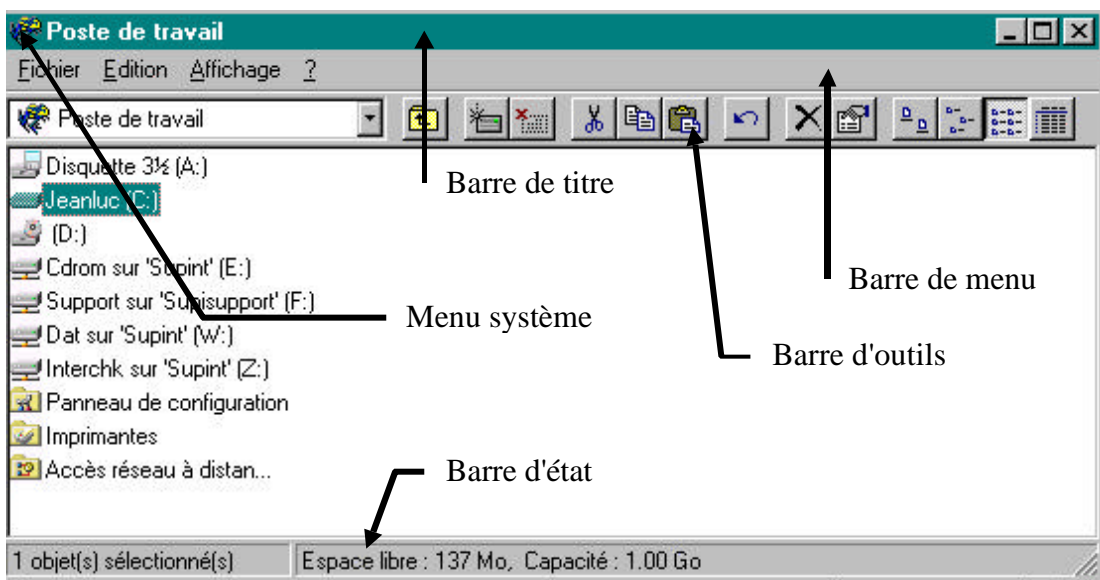 Poste de travail
Fichier Edition Affichage ?
Poste de travail
Disquette 3½ (A:)
Jeanluc (C:)
(D:)
Cdrom sur 'Supint' (E:)
Support sur 'Supisupport' (F:)
Dat sur 'Supint' (W:)
Interchk sur 'Supint' (Z:)
Panneau de configuration
Imprimantes
Accès réseau à distan...
Barre de titre
Barre de menu
Menu système
Barre d'outils
Barre d'état
1 objet(s) sélectionné(s)
Espace libre : 137 Mo, Capacité : 1.00 Go